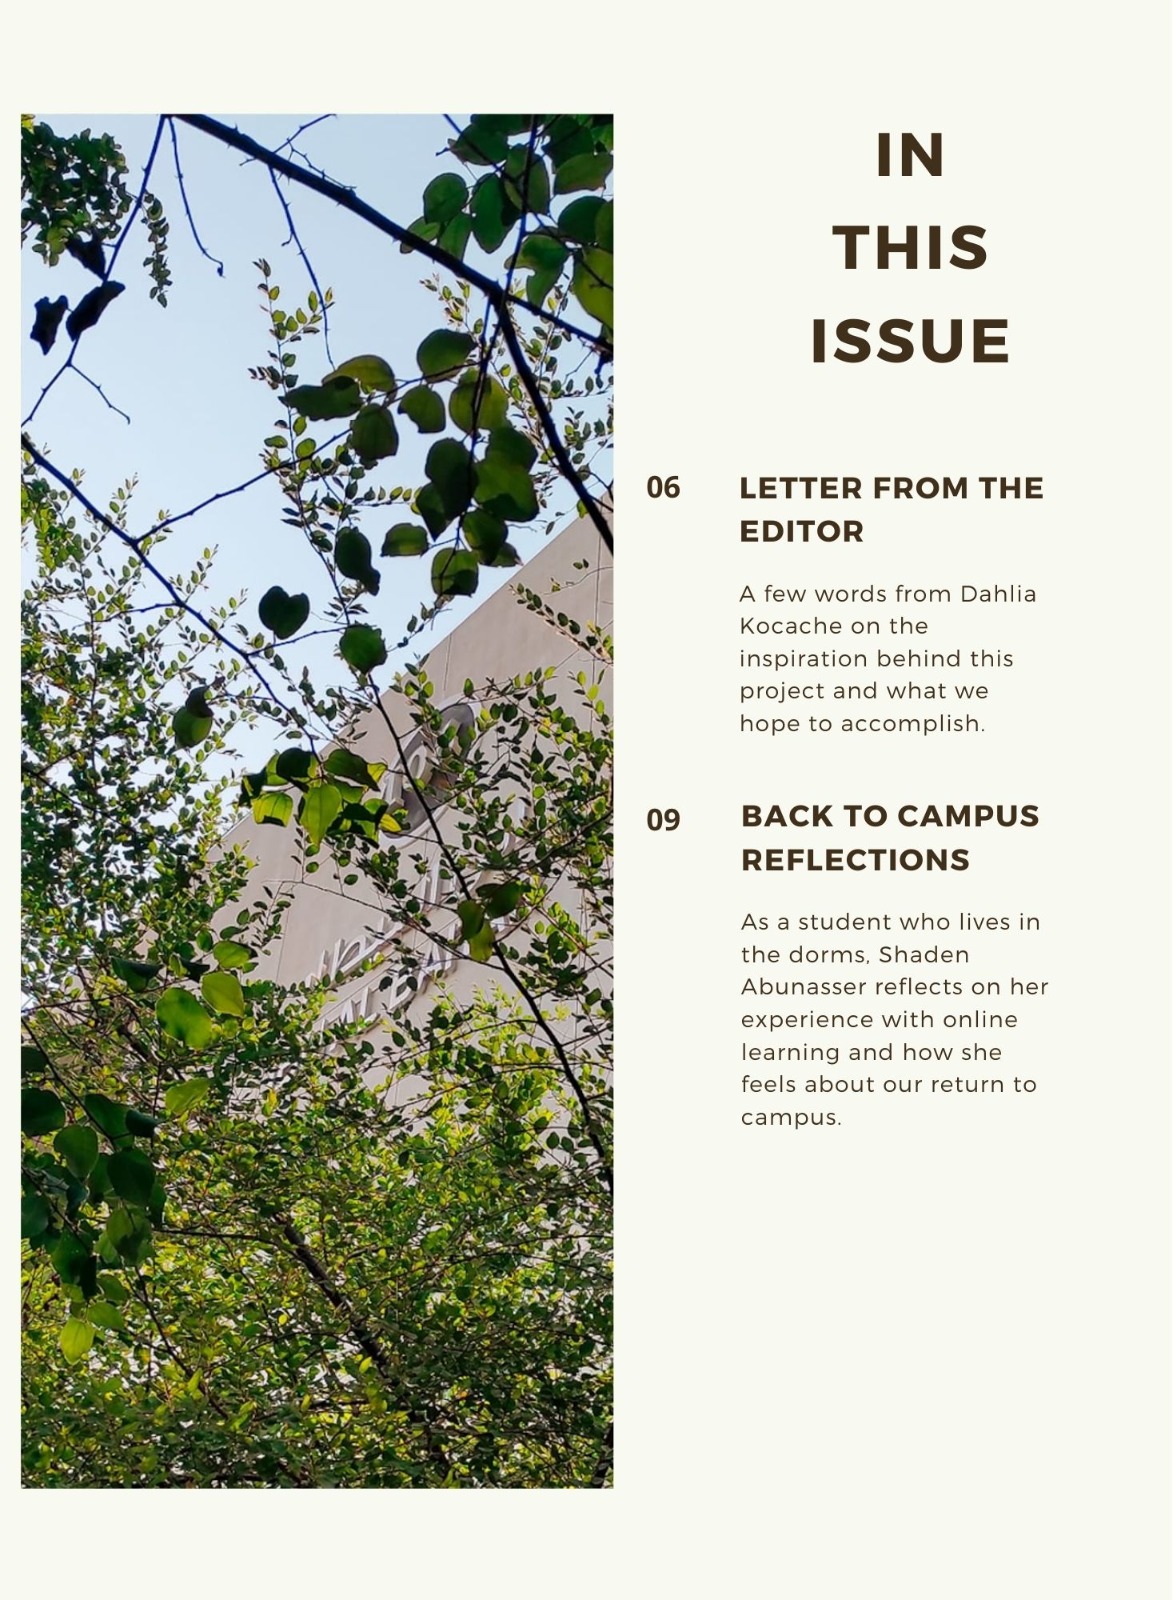 IN
THIS
ISSUE
06
LETTER FROM THE
EDITOR
A few words from Dahlia
Kocache on the
inspiration behind this
project and what we
hope to accomplish.
09
BACK TO CAMPUS
REFLECTIONS
As a student who lives in
the dorms, Shaden
Abunasser reflects on her
experience with online
learning and how she
feels about our return to
campus.